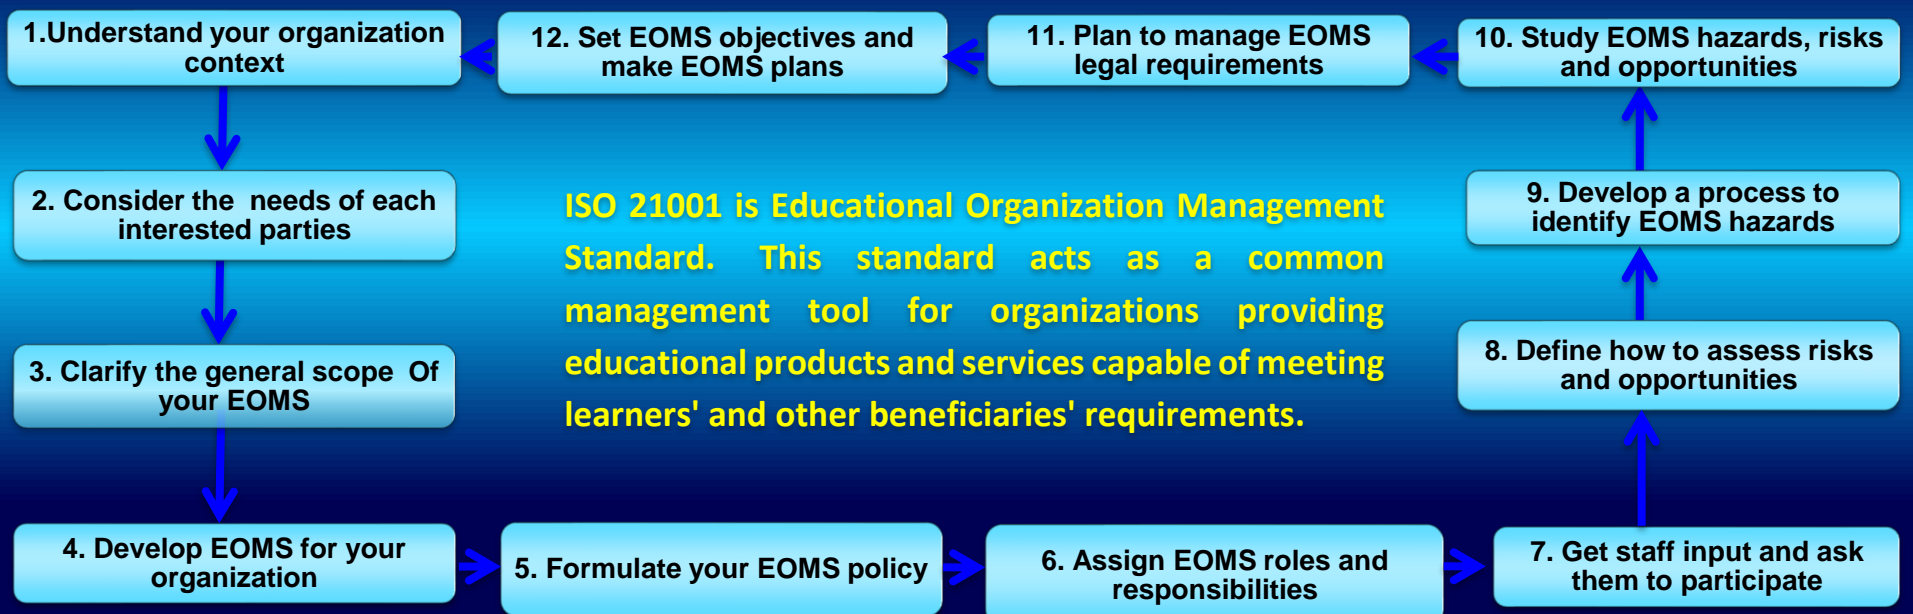 1.Understand your organization
context
12. Set EOMS objectives and
make EOMS plans
11. Plan to manage EOMS
legal requirements
10. Study EOMS hazards, risks
and opportunities
2. Consider the needs of each
interested parties
ISO 21001 is Educational Organization Management
Standard. This standard acts as a common
management tool for organizations providing
educational products and services capable of meeting
learners' and other beneficiaries' requirements.
9. Develop a process to
identify EOMS hazards
3. Clarify the general scope Of
your EOMS
8. Define how to assess risks
and opportunities
4. Develop EOMS for your
organization
5. Formulate your EOMS policy
6. Assign EOMS roles and
responsibilities
7. Get staff input and ask
them to participate